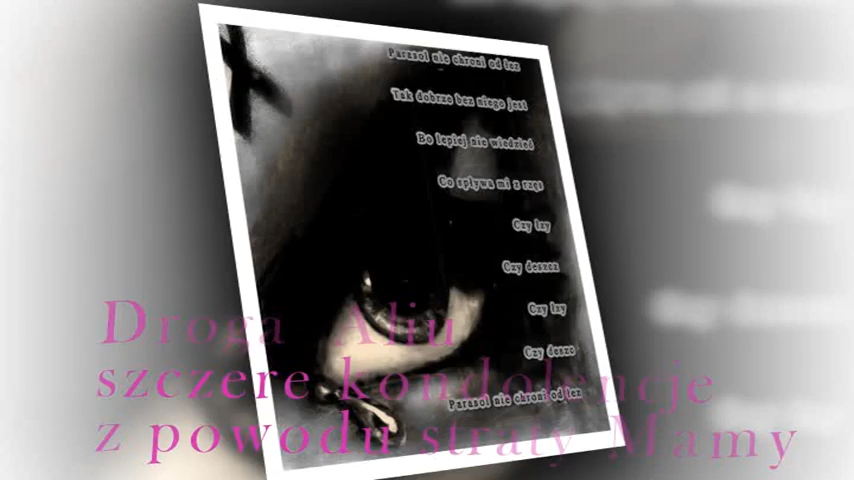 Parasol nie chroni od łez
Tak dobrze bez niego jest
Bo lepiej nie wiedzieć
Co spływa mi z rzęs
Czy łzy
Czy deszcz
Czy łzy
Czy deszc
Parasol nie chroni od łez
Droga Aliu
szczere kondolencje
z powodu straty Mamy